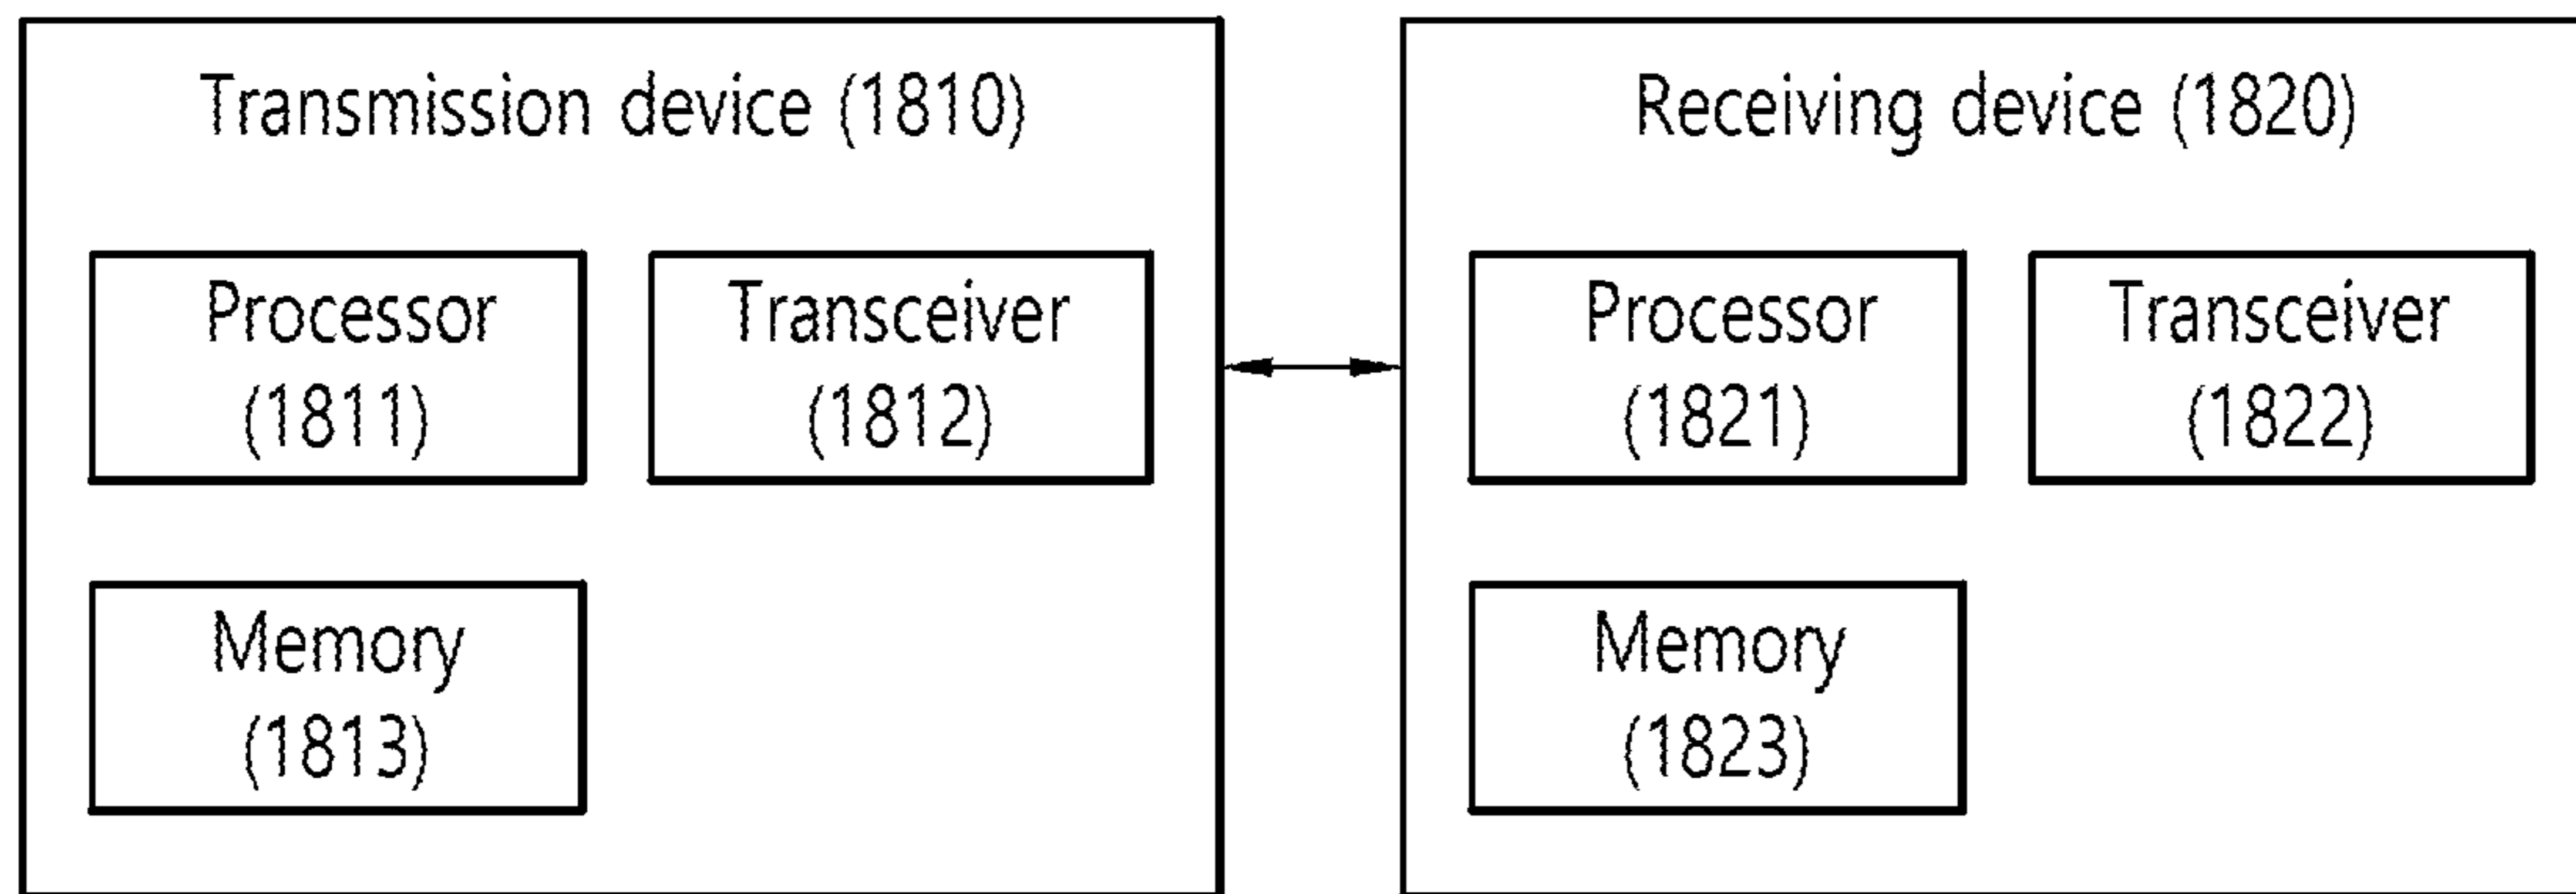 Transmission device (1810)
Processor
(1811)
Transceiver
(1812)
Memory
(1813)
Receiving device (1820)
Processor
(1821)
Transceiver
(1822)
Memory
(1823)